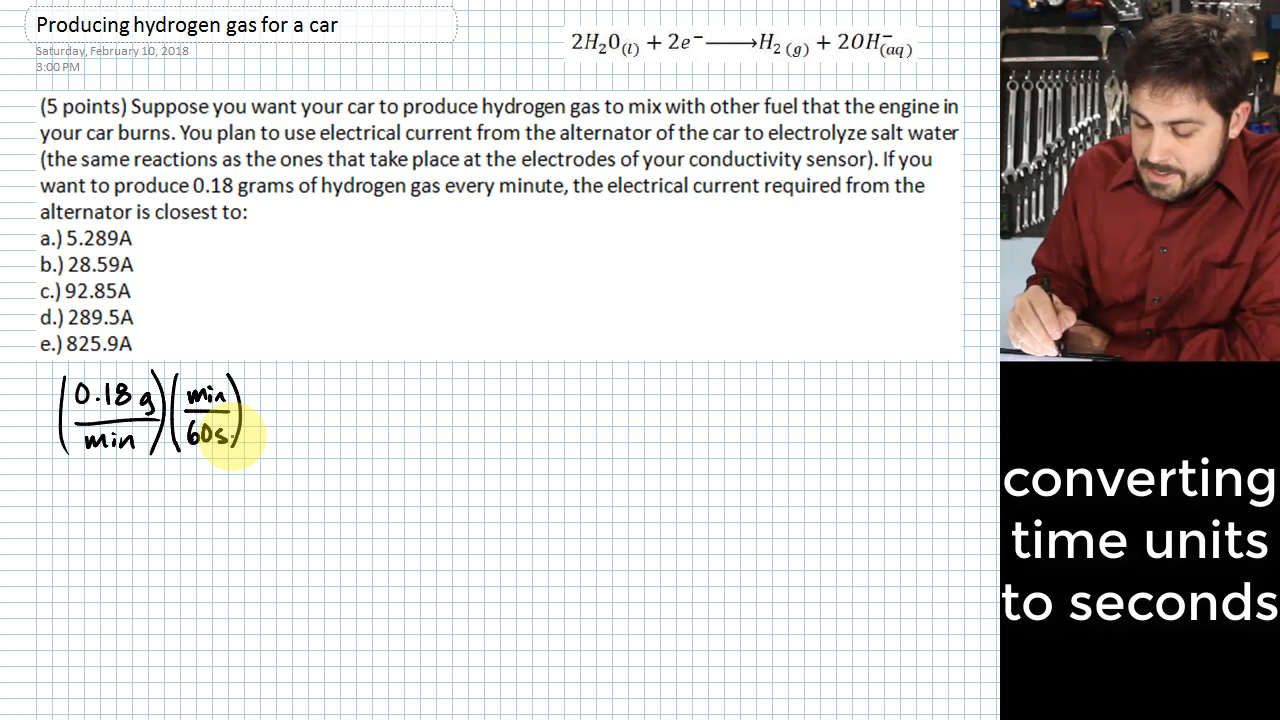 Producing hydrogen gas for a car
Saturday, February 10, 2018
3:00 PM
2H₂O(l) + 2e⁻ ⟶ H₂ (g) + 2OH⁻(aq)
(5 points) Suppose you want your car to produce hydrogen gas to mix with other fuel that the engine in
your car burns. You plan to use electrical current from the alternator of the car to electrolyze salt water
(the same reactions as the ones that take place at the electrodes of your conductivity sensor). If you
want to produce 0.18 grams of hydrogen gas every minute, the electrical current required from the
alternator is closest to:
a.) 5.289A
b.) 28.59A
c.) 92.85A
d.) 289.5A
e.) 825.9A
(0.18 g / min) (min / 60s)
converting
time units
to seconds